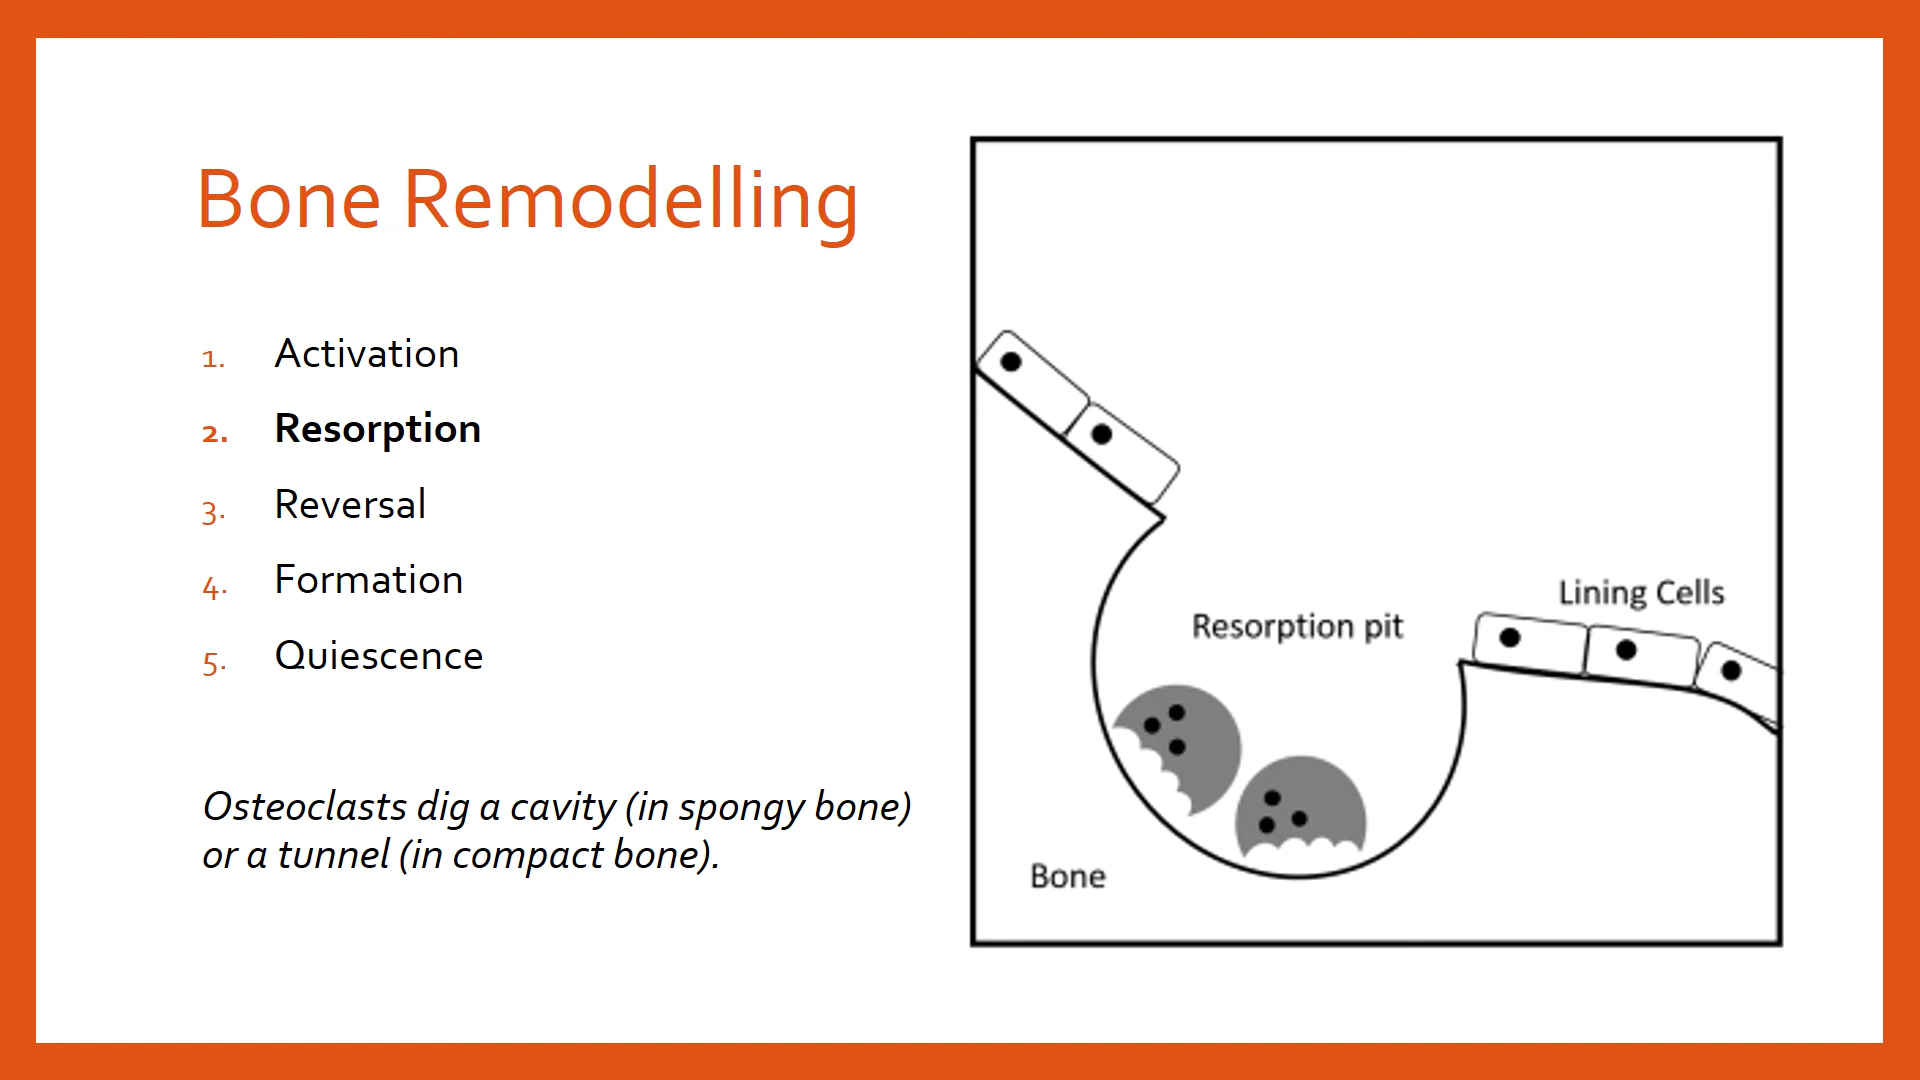 Bone Remodelling
1. Activation
2. Resorption
3. Reversal
4. Formation
5. Quiescence
Osteoclasts dig a cavity (in spongy bone)
or a tunnel (in compact bone).
Lining Cells
Resorption pit
Bone